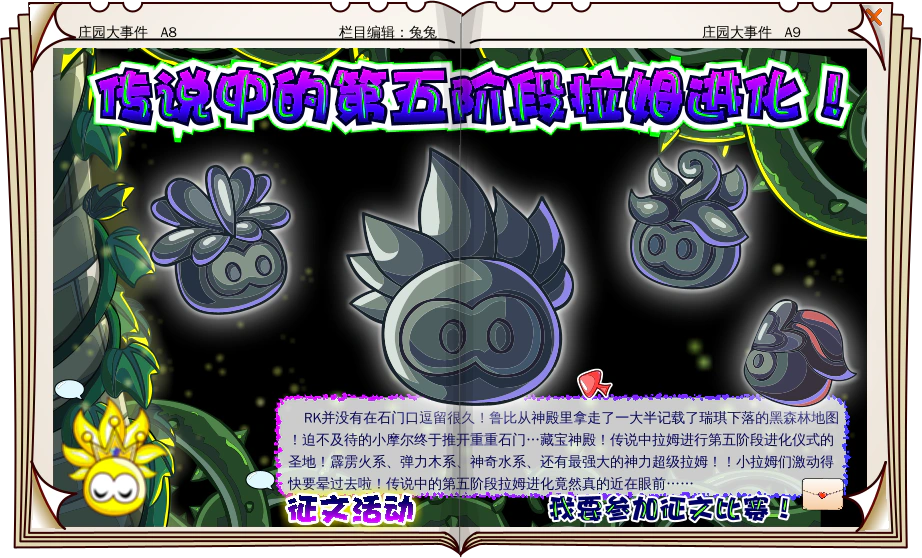 庄园大事件 A8
栏目编辑：兔兔
庄园大事件 A9
传说中的第五阶段拉姆进化！
RK并没有在石门口逗留很久！鲁比从神殿里拿走了一大半记载了瑞琪下落的黑森林地图
！迫不及待的小摩尔终于推开重重石门…藏宝神殿！传说中拉姆进行第五阶段进化仪式的
圣地！霹雳火系、弹力木系、神奇水系、还有最强大的神力超级拉姆！！小拉姆们激动得
快要晕过去啦！传说中的第五阶段拉姆进化竟然真的近在眼前……
征文活动
我要参加征文比赛！